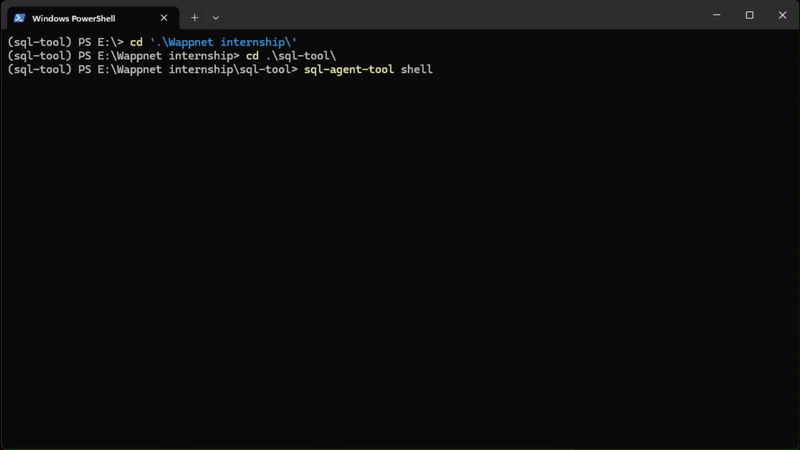 Windows PowerShell
(sql-tool) PS E:\> cd '.\Wappnet internship\'
(sql-tool) PS E:\Wappnet internship> cd .\sql-tool\
(sql-tool) PS E:\Wappnet internship\sql-tool> sql-agent-tool shell